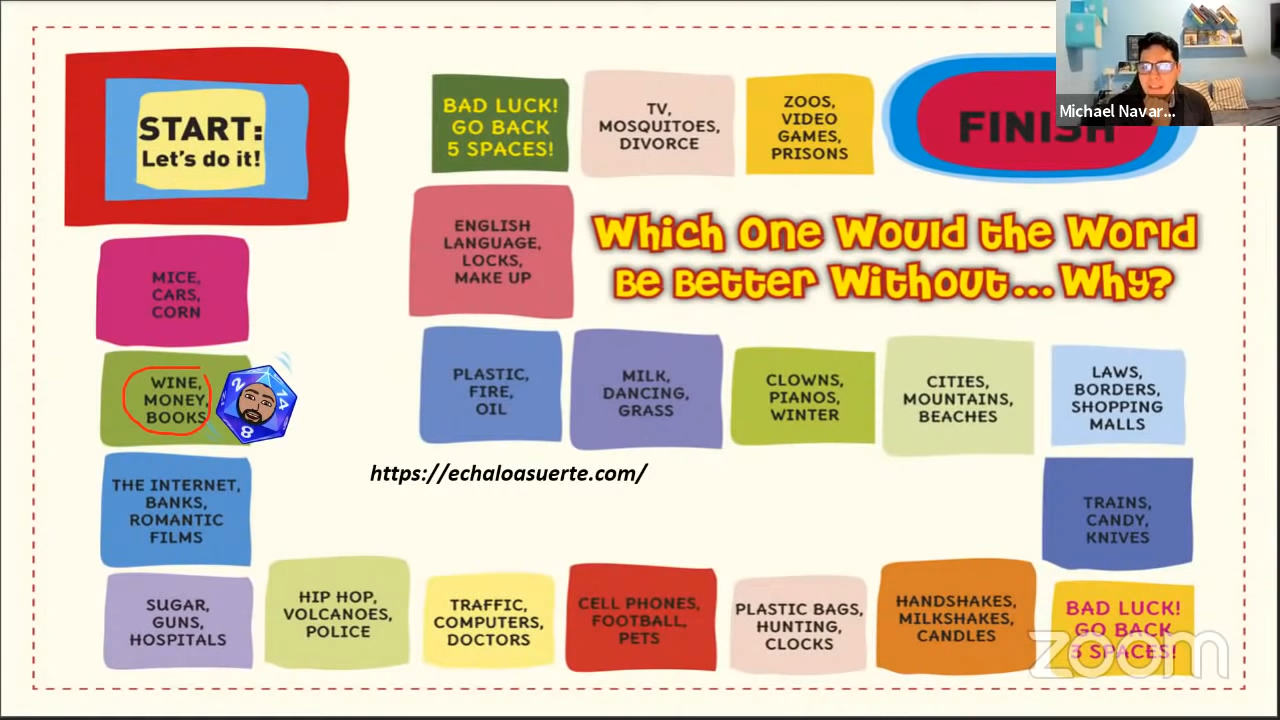 START:
Let's do it!
MICE,
CARS,
CORN
WINE,
MONEY,
BOOKS
2
14
8
THE INTERNET,
BANKS,
ROMANTIC
FILMS
SUGAR,
GUNS,
HOSPITALS
HIP HOP,
VOLCANOES,
POLICE
TRAFFIC,
COMPUTERS,
DOCTORS
CELL PHONES,
FOOTBALL,
PETS
PLASTIC BAGS,
HUNTING,
CLOCKS
HANDSHAKES,
MILKSHAKES,
CANDLES
BAD LUCK!
GO BACK
3 SPACES!
TRAINS,
CANDY,
KNIVES
LAWS,
BORDERS,
SHOPPING
MALLS
CITIES,
MOUNTAINS,
BEACHES
CLOWNS,
PIANOS,
WINTER
MILK,
DANCING,
GRASS
PLASTIC,
FIRE,
OIL
ENGLISH
LANGUAGE,
LOCKS,
MAKE UP
BAD LUCK!
GO BACK
5 SPACES!
TV,
MOSQUITOES,
DIVORCE
ZOOS,
VIDEO
GAMES,
PRISONS
FINISH
Which One Would the World
Be Better Without... Why?
https://echaloasuerte.com/
Michael Navar...
zoom